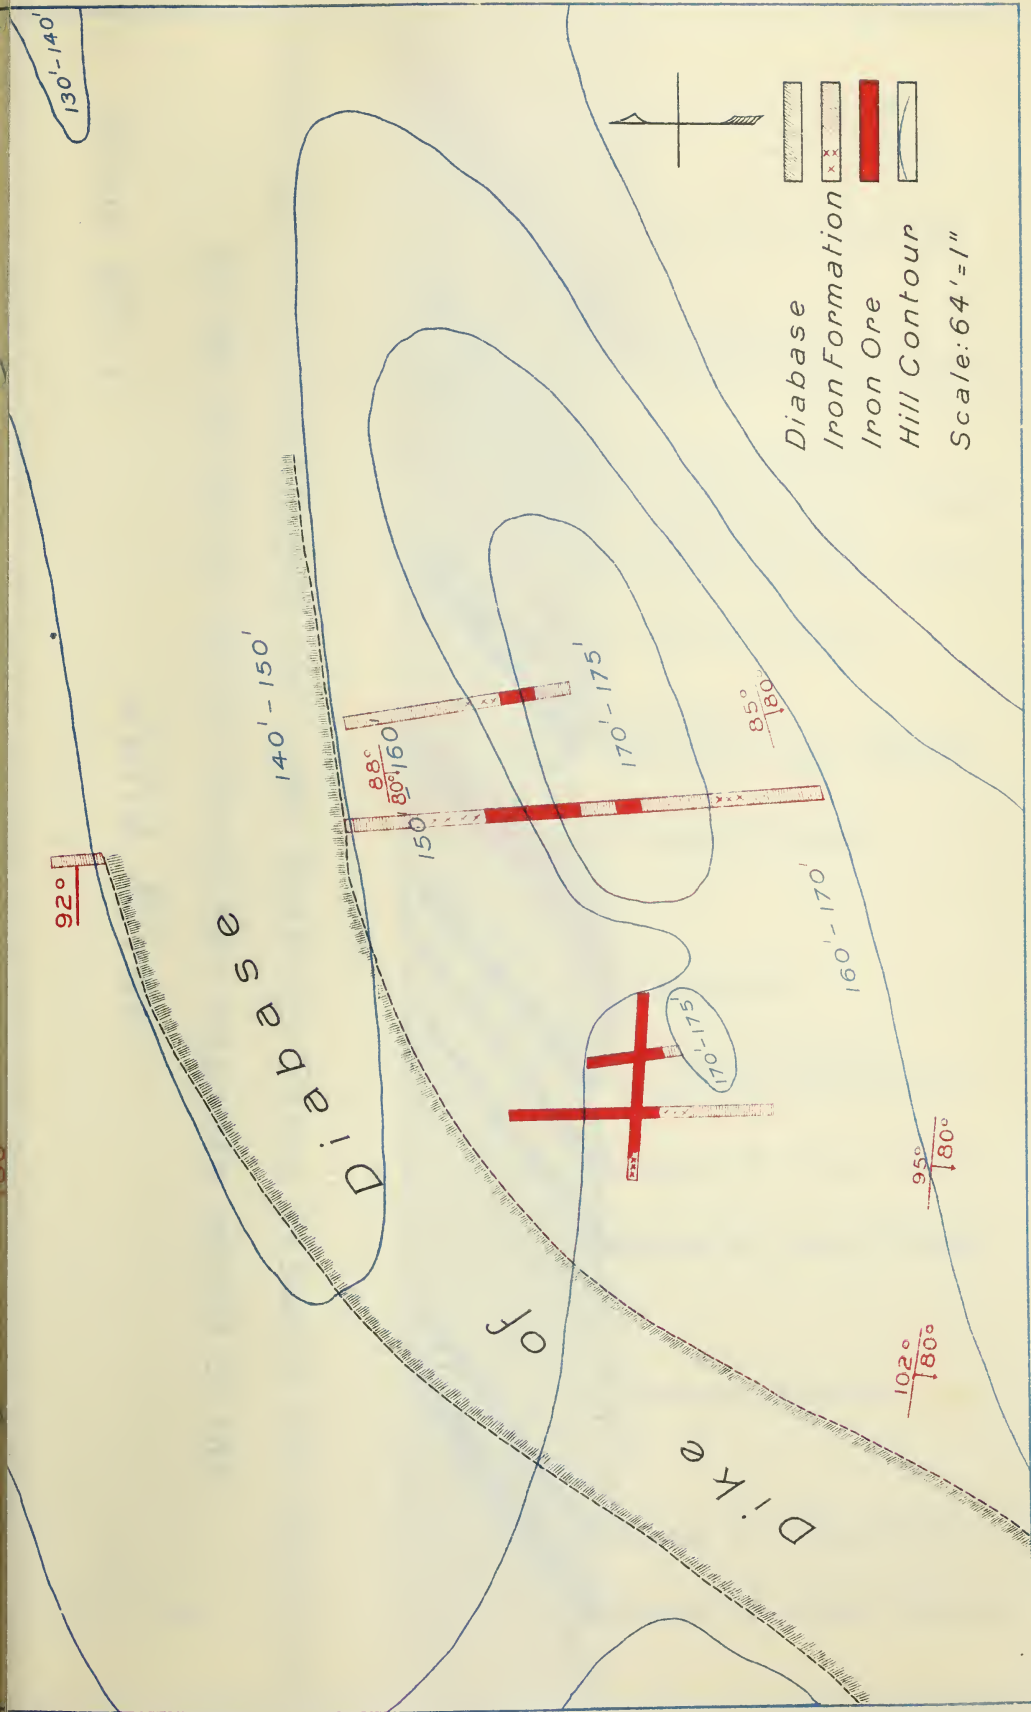 130'-140'
140'-150'
92°
Dike of Diabase
88°
80°
150'
160'
170'-175'
85°
80°
170'-175'
160'-170'
95°
80°
102°
80°
Diabase
Iron Formation
Iron Ore
Hill Contour
Scale: 64'=1"